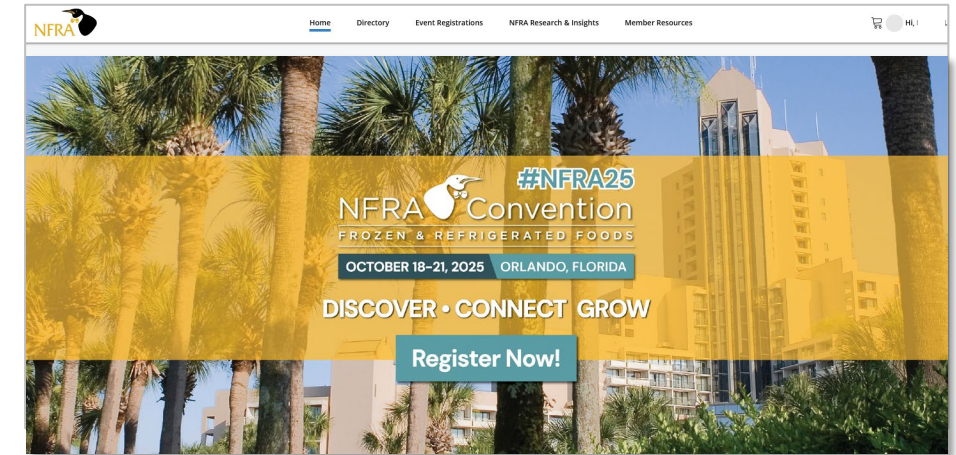 NFRA
Home Directory Event Registrations NFRA Research & Insights Member Resources
Hi,
#NFRA25
NFRA Convention
FROZEN & REFRIGERATED FOODS
OCTOBER 18-21, 2025 ORLANDO, FLORIDA
DISCOVER • CONNECT GROW
Register Now!